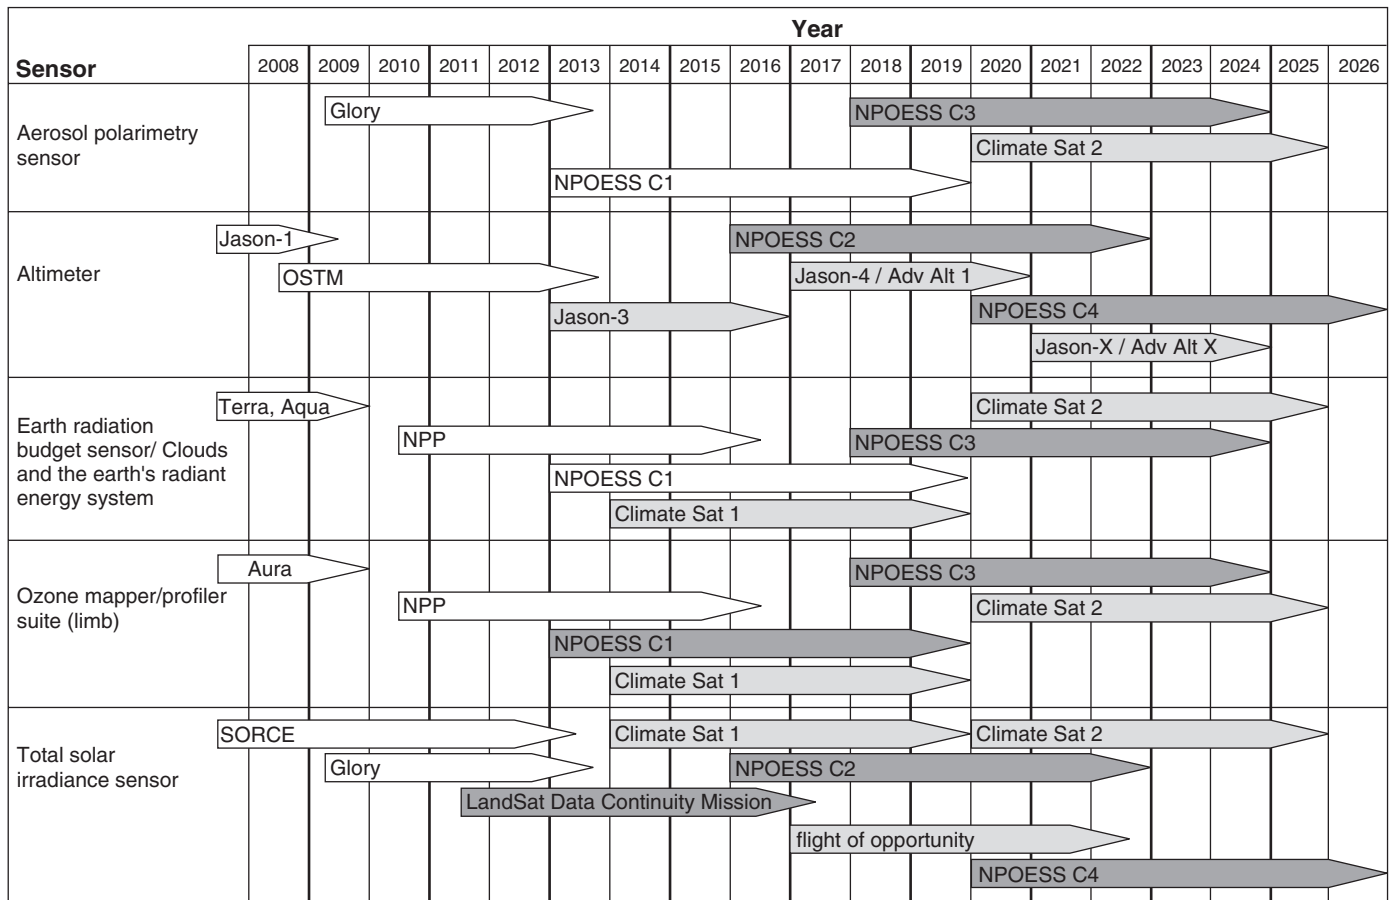 Year
Sensor
2008 2009 2010 2011 2012 2013 2014 2015 2016 2017 2018 2019 2020 2021 2022 2023 2024 2025 2026
Aerosol polarimetry
sensor
Glory
NPOESS C3
Climate Sat 2
NPOESS C1
Altimeter
Jason-1
NPOESS C2
OSTM
Jason-4 / Adv Alt 1
Jason-3
NPOESS C4
Jason-X / Adv Alt X
Earth radiation
budget sensor/ Clouds
and the earth's radiant
energy system
Terra, Aqua
Climate Sat 2
NPP
NPOESS C3
NPOESS C1
Climate Sat 1
Ozone mapper/profiler
suite (limb)
Aura
NPOESS C3
NPP
Climate Sat 2
NPOESS C1
Climate Sat 1
Total solar
irradiance sensor
SORCE
Climate Sat 1
Climate Sat 2
Glory
NPOESS C2
LandSat Data Continuity Mission
flight of opportunity
NPOESS C4